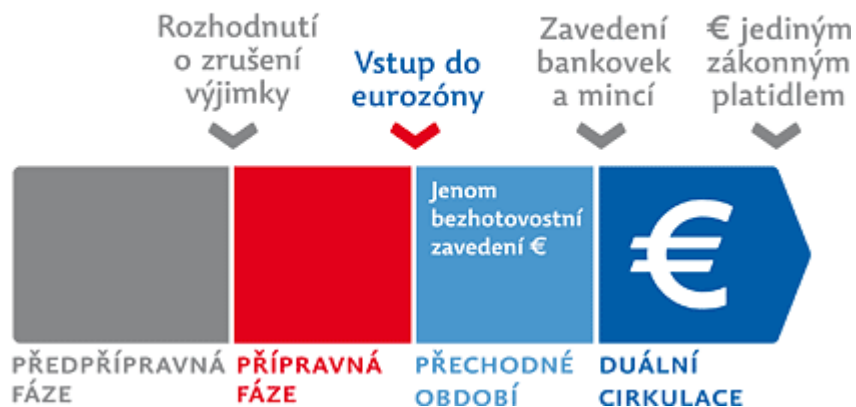 Rozhodnutí
o zrušení
výjimky
Vstup do
eurozóny
Zavedení
bankovek
a mincí
€ jediným
zákonným
platidlem
Jenom
bezhotovostní
zavedení €
€
PŘEDPŘÍPRAVNÁ
FÁZE
PŘÍPRAVNÁ
FÁZE
PŘECHODNÉ
OBDOBÍ
DUÁLNÍ
CIRKULACE